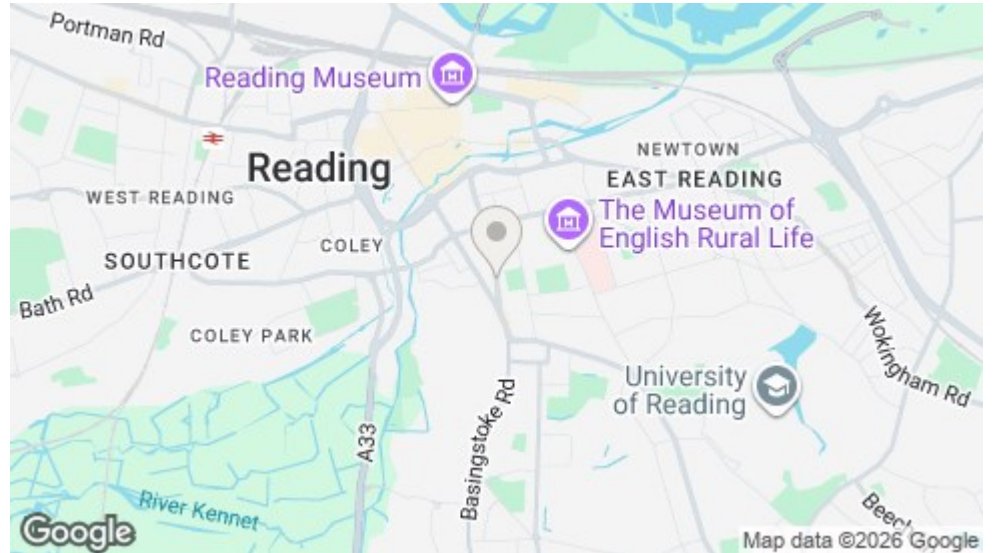 Portman Rd
Reading Museum
NEWTOWN
Reading
EAST READING
WEST READING
The Museum of
English Rural Life
COLEY
SOUTHCOTE
Bath Rd
COLEY PARK
Wokingham Rd
University
of Reading
Basingstoke Rd
A33
River Kennet
Beech
Google
Map data ©2026 Google